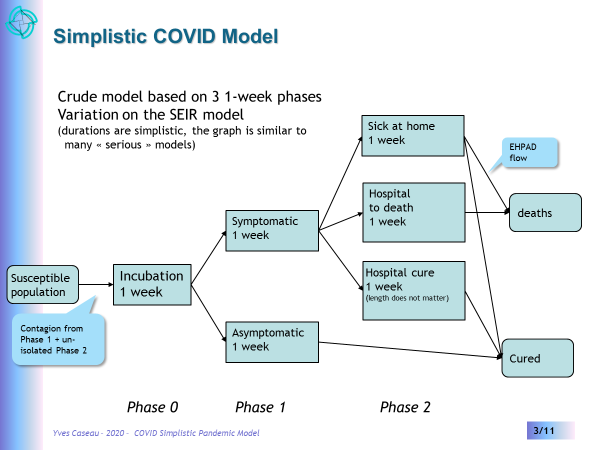 Simplistic COVID Model
Crude model based on 3 1-week phases
Variation on the SEIR model
(durations are simplistic, the graph is similar to
many « serious » models)
Sick at home
1 week
EHPAD
flow
Hospital
to death
1 week
deaths
Symptomatic
1 week
Susceptible
population
Incubation
1 week
Hospital cure
1 week
(length does not matter)
Contagion from
Phase 1 + un-
isolated Phase 2
Asymptomatic
1 week
Cured
Phase 0
Phase 1
Phase 2
Yves Caseau - 2020 - COVID Simplistic Pandemic Model
3/11